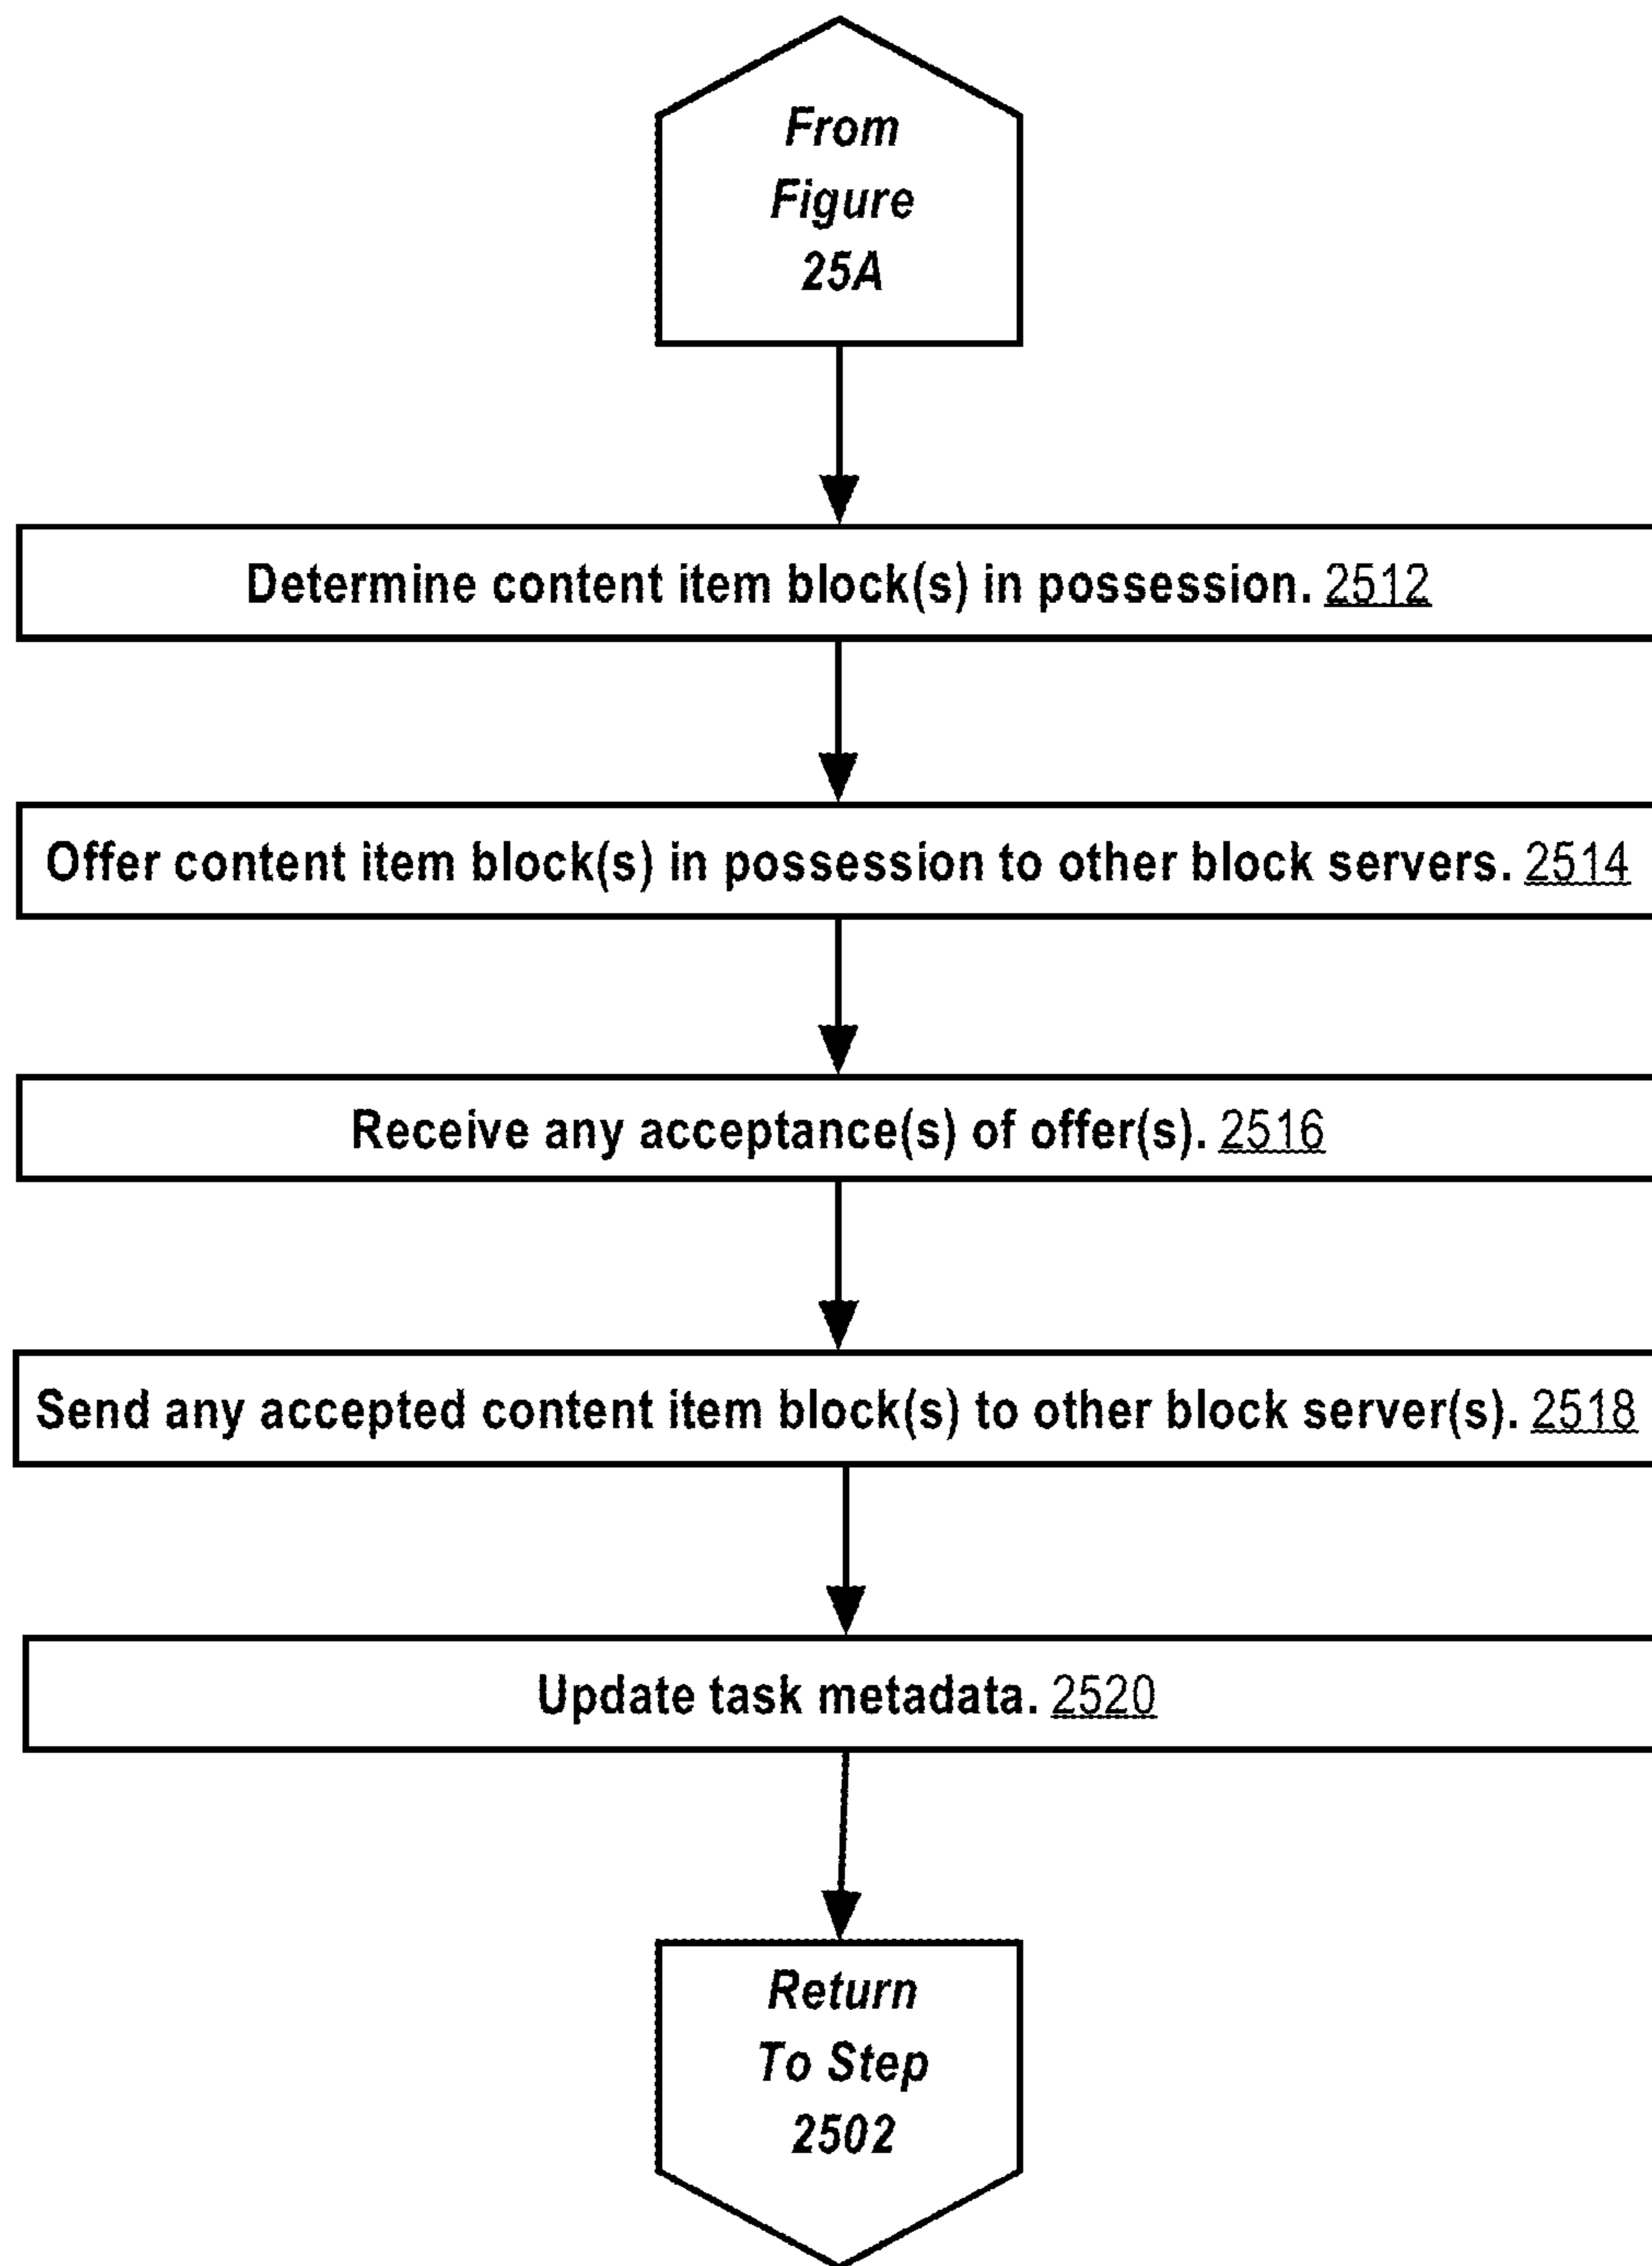 From
Figure
25A
Determine content item block(s) in possession. 2512
Offer content item block(s) in possession to other block servers. 2514
Receive any acceptance(s) of offer(s). 2516
Send any accepted content item block(s) to other block server(s). 2518
Update task metadata. 2520
Return
To Step
2502